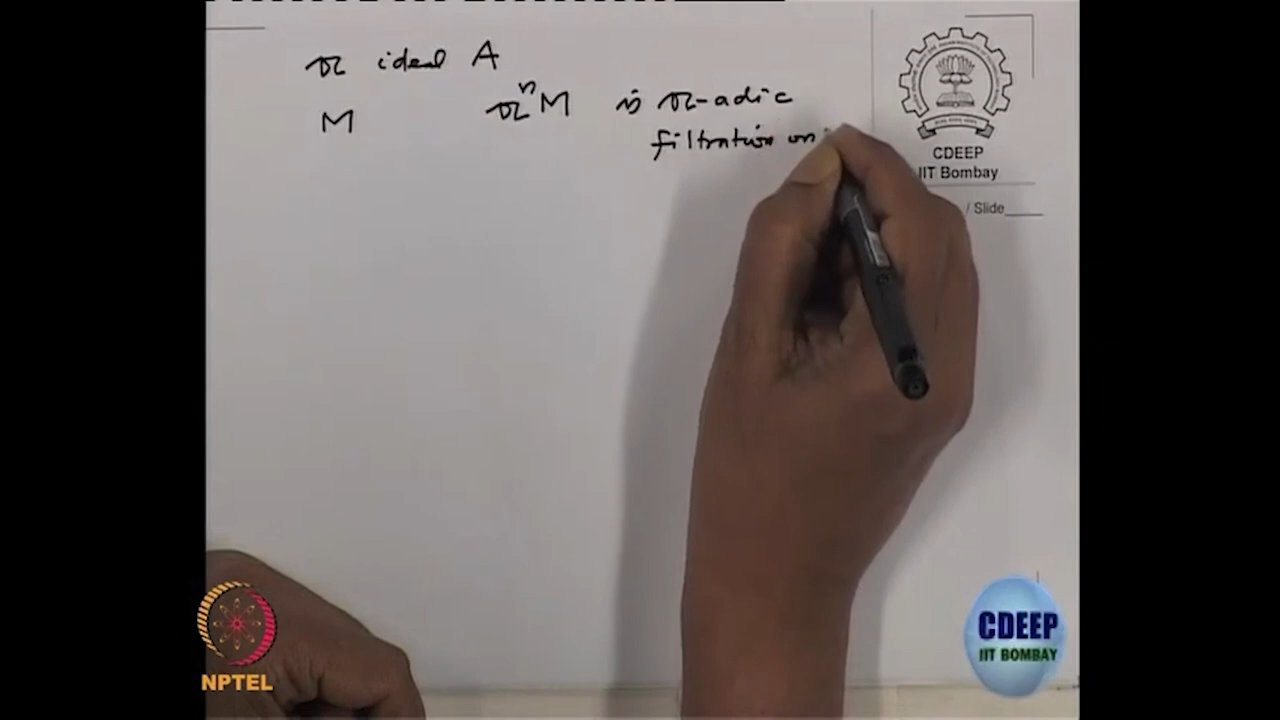 𝔞 ideal A
M 𝔞ⁿM is 𝔞-adic
filtration on
CDEEP
IIT Bombay
/ Slide
NPTEL
CDEEP
IIT BOMBAY